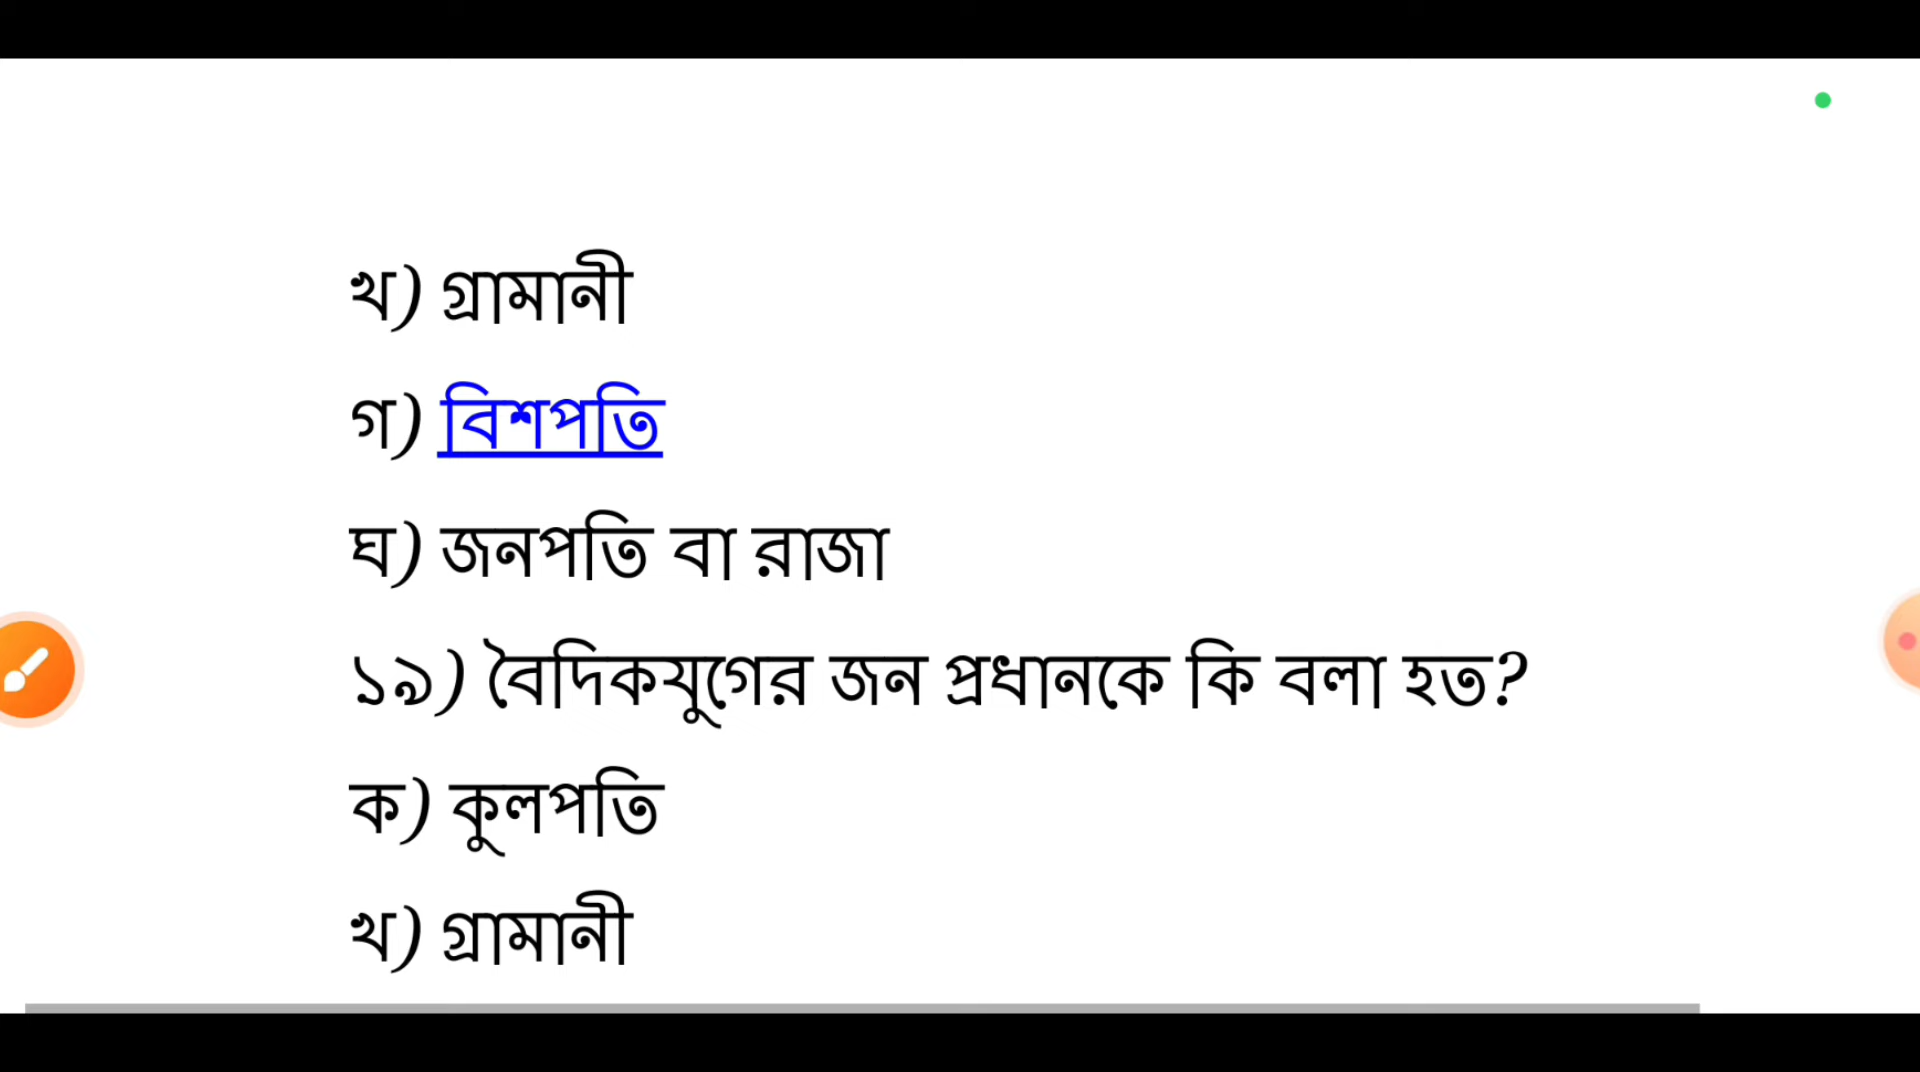 খ) গ্রামানী
গ) বিশপতি
ঘ) জনপতি বা রাজা
১৯) বৈদিকযুগের জন প্রধানকে কি বলা হত?
ক) কুলপতি
খ) গ্রামানী